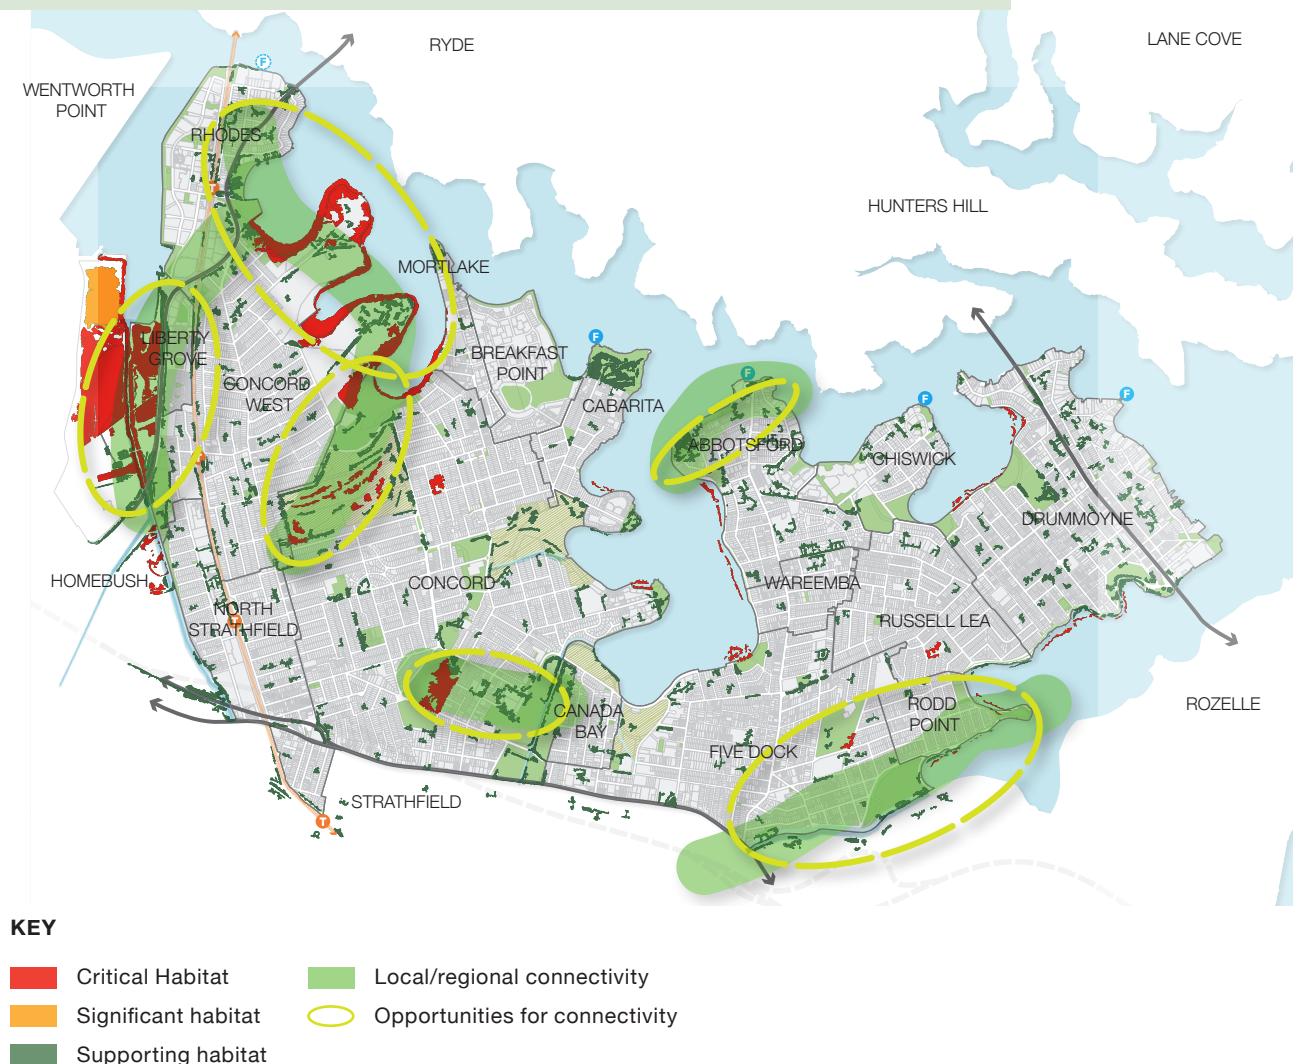 RYDE
LANE COVE
F
WENTWORTH
POINT
RHODES
T
HUNTERS HILL
MORTLAKE
LIBERTY
GROVE
F
BREAKFAST
POINT
CONCORD
WEST
F
F
F
CABARITA
ABBOTSFORD
CHISWICK
T
DRUMMOYNE
HOMEBUSH
CONCORD
WAREEMBA
NORTH
STRATHFIELD
T
RUSSELL LEA
ROZELLE
CANADA
BAY
RODD
POINT
FIVE DOCK
STRATHFIELD
T
KEY
Critical Habitat
Local/regional connectivity
Significant habitat
Opportunities for connectivity
Supporting habitat